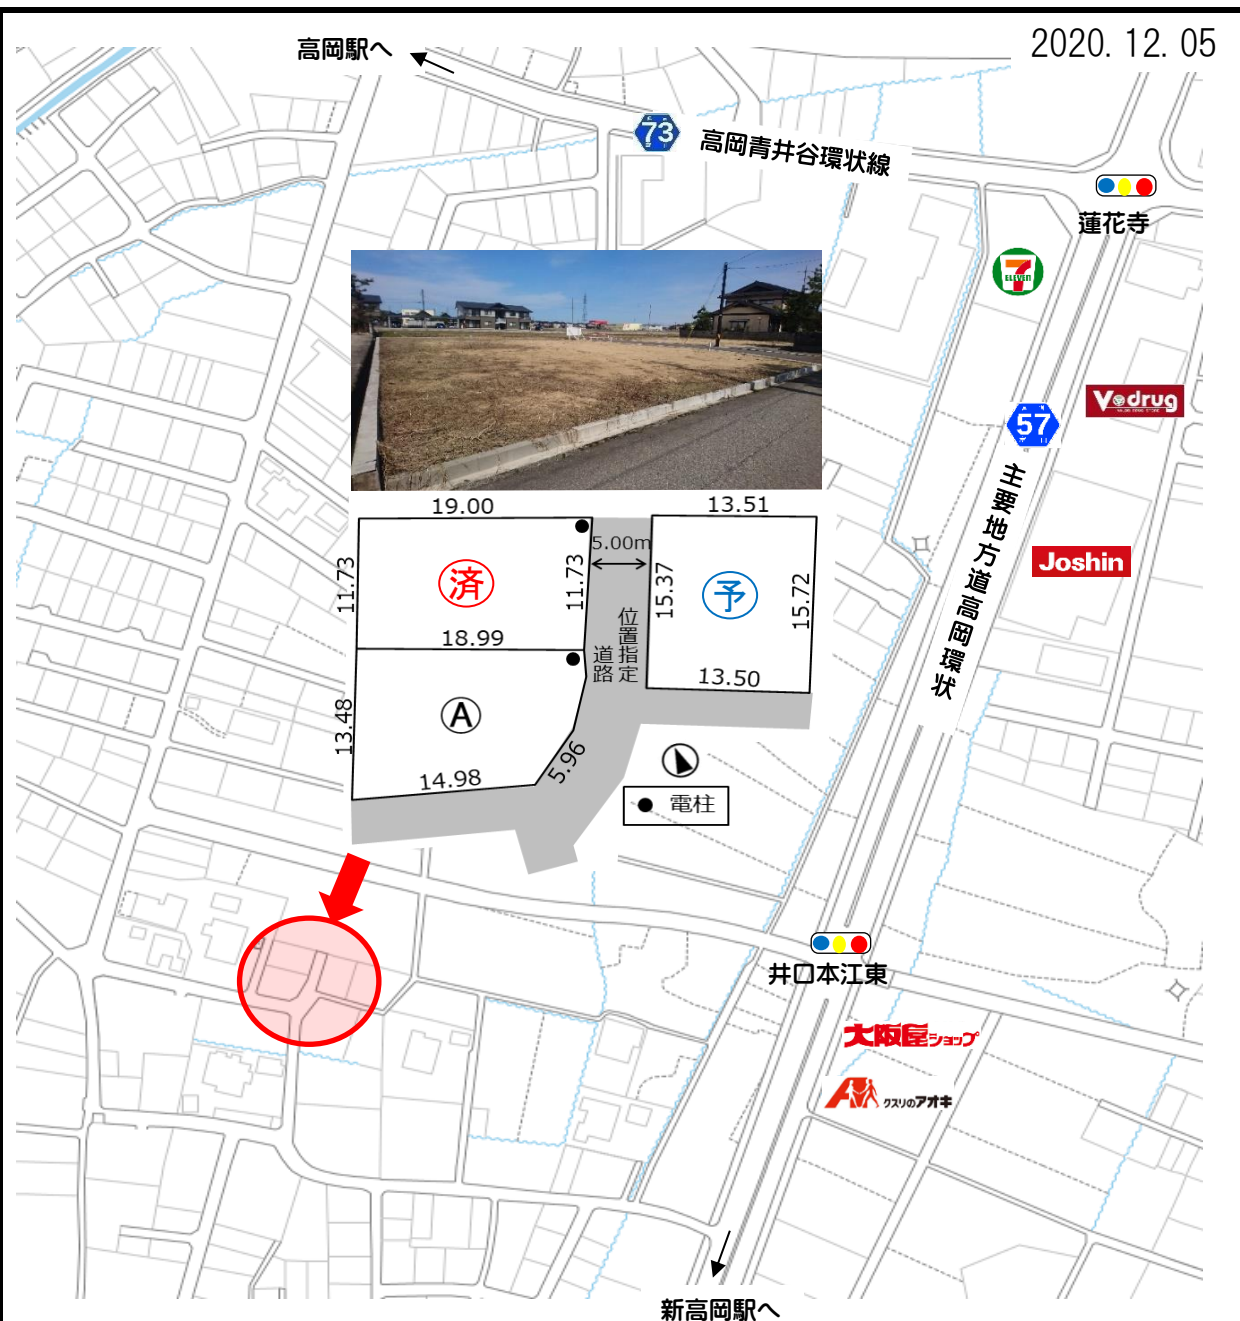 2020.12.05
高岡駅へ
73
高岡青井谷環状線
蓮花寺
7
ELEVEN
57
V・drug
主要地方道高岡環状
Joshin
19.00
13.51
5.00m
11.73
済
11.73
15.37
予
15.72
18.99
位置指定
道路
13.50
A
13.48
14.98
5.96
電柱
井口本江東
大阪屋ショップ
クスリのアオキ
新高岡駅へ